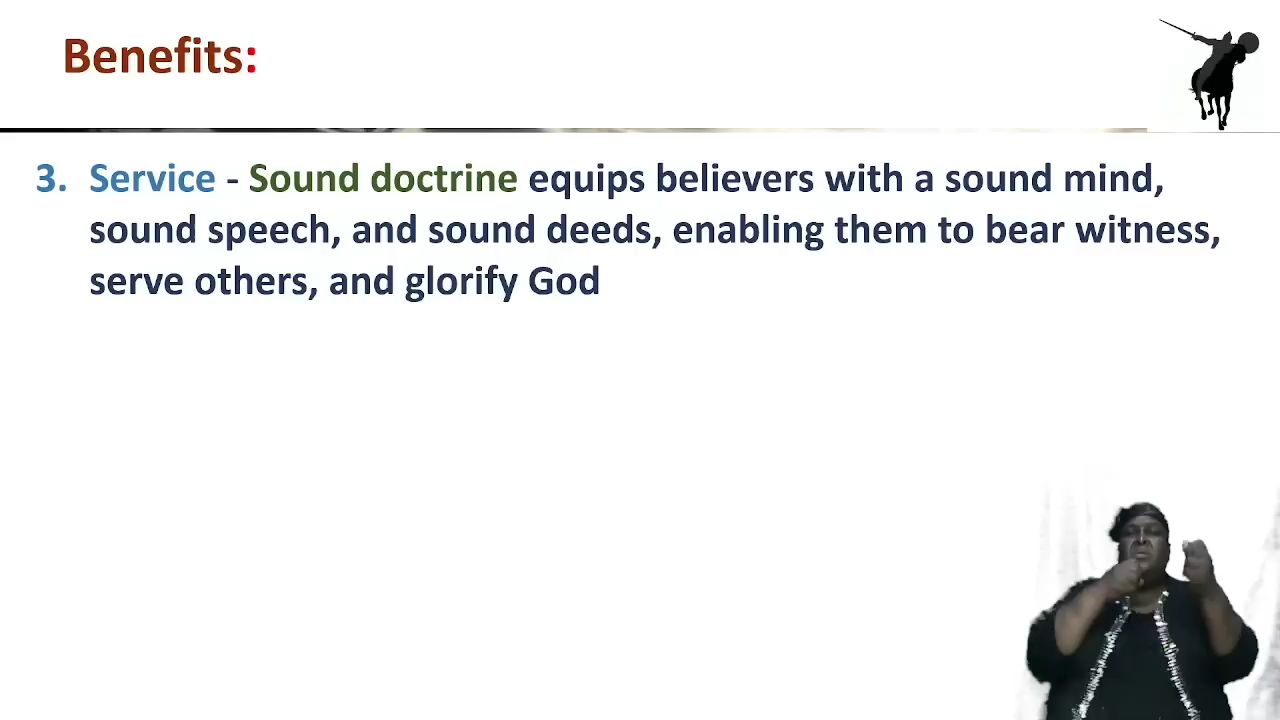 Benefits:
3. Service - Sound doctrine equips believers with a sound mind,
sound speech, and sound deeds, enabling them to bear witness,
serve others, and glorify God